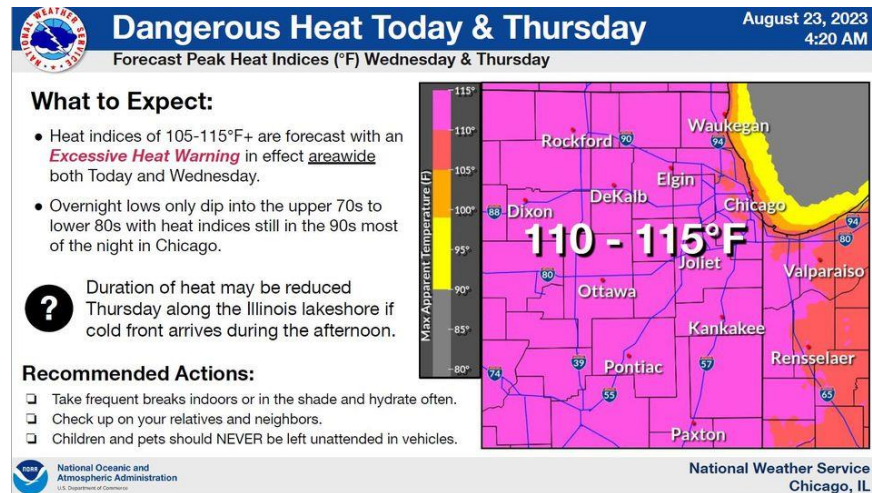 NATIONAL WEATHER SERVICE
Dangerous Heat Today & Thursday
August 23, 2023
4:20 AM
Forecast Peak Heat Indices (°F) Wednesday & Thursday
What to Expect:
Heat indices of 105-115°F+ are forecast with an
Excessive Heat Warning in effect areawide
both Today and Wednesday.
Overnight lows only dip into the upper 70s to
lower 80s with heat indices still in the 90s most
of the night in Chicago.
?
Duration of heat may be reduced
Thursday along the Illinois lakeshore if
cold front arrives during the afternoon.
Recommended Actions:
Take frequent breaks indoors or in the shade and hydrate often.
Check up on your relatives and neighbors.
Children and pets should NEVER be left unattended in vehicles.
Max Apparent Temperature (F)
115°
110°
105°
100°
95°
90°
85°
80°
Waukegan
Rockford
90
94
Elgin
DeKalb
Chicago
88
Dixon
94
110 - 115°F
80
Joliet
Valparaiso
80
Ottawa
Kankakee
39
Pontiac
57
Rensselaer
74
55
65
Paxton
NOAA
National Oceanic and
Atmospheric Administration
U.S. Department of Commerce
National Weather Service
Chicago, IL